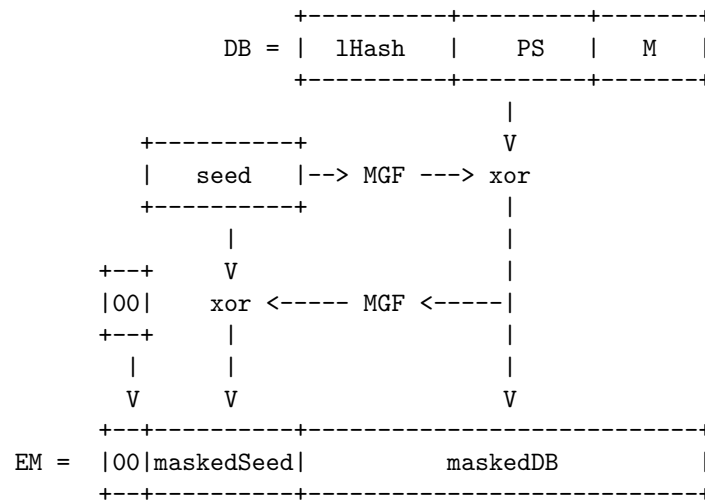 +----------+---------+-------+
                    DB = |  lHash   |    PS   |   M   |
                         +----------+---------+-------+
                                        |
               +----------+             V
               |   seed   |--> MGF ---> xor
               +----------+             |
                     |                  |
            +--+     V                  |
            |00|    xor <----- MGF <-----|
            +--+     |                  |
              |      |                  |
              V      V                  V
            +--+----------+--------------------------+
      EM =  |00|maskedSeed|         maskedDB         |
            +--+----------+--------------------------+